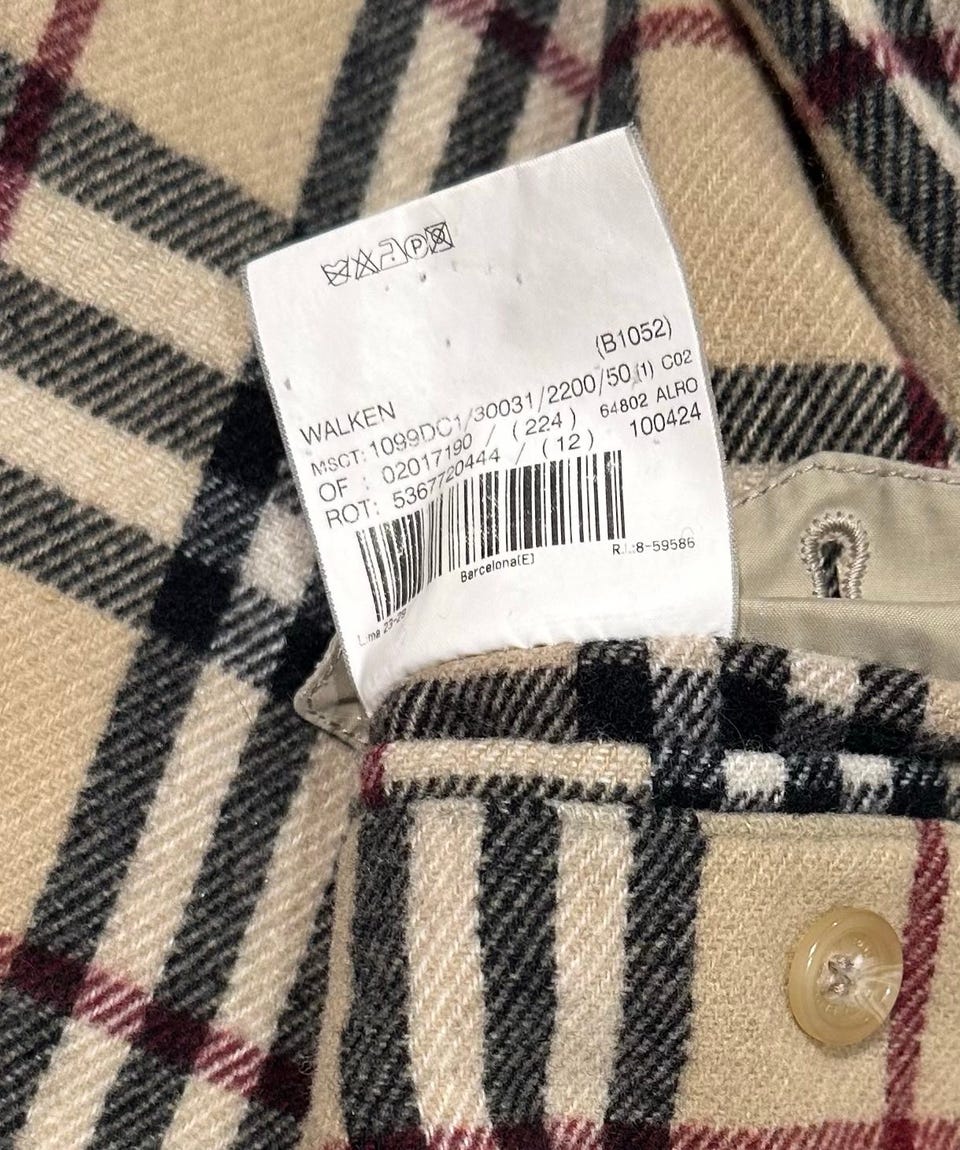 (B1052)
WALKEN
MSCT: 1099DC1/30031/2200/50 (1) C02
OF : 02017190 / (224) 64802 ALRO
ROT: 5367720444 / (12) 100424
Barcelona(E) R.I.:8-59586